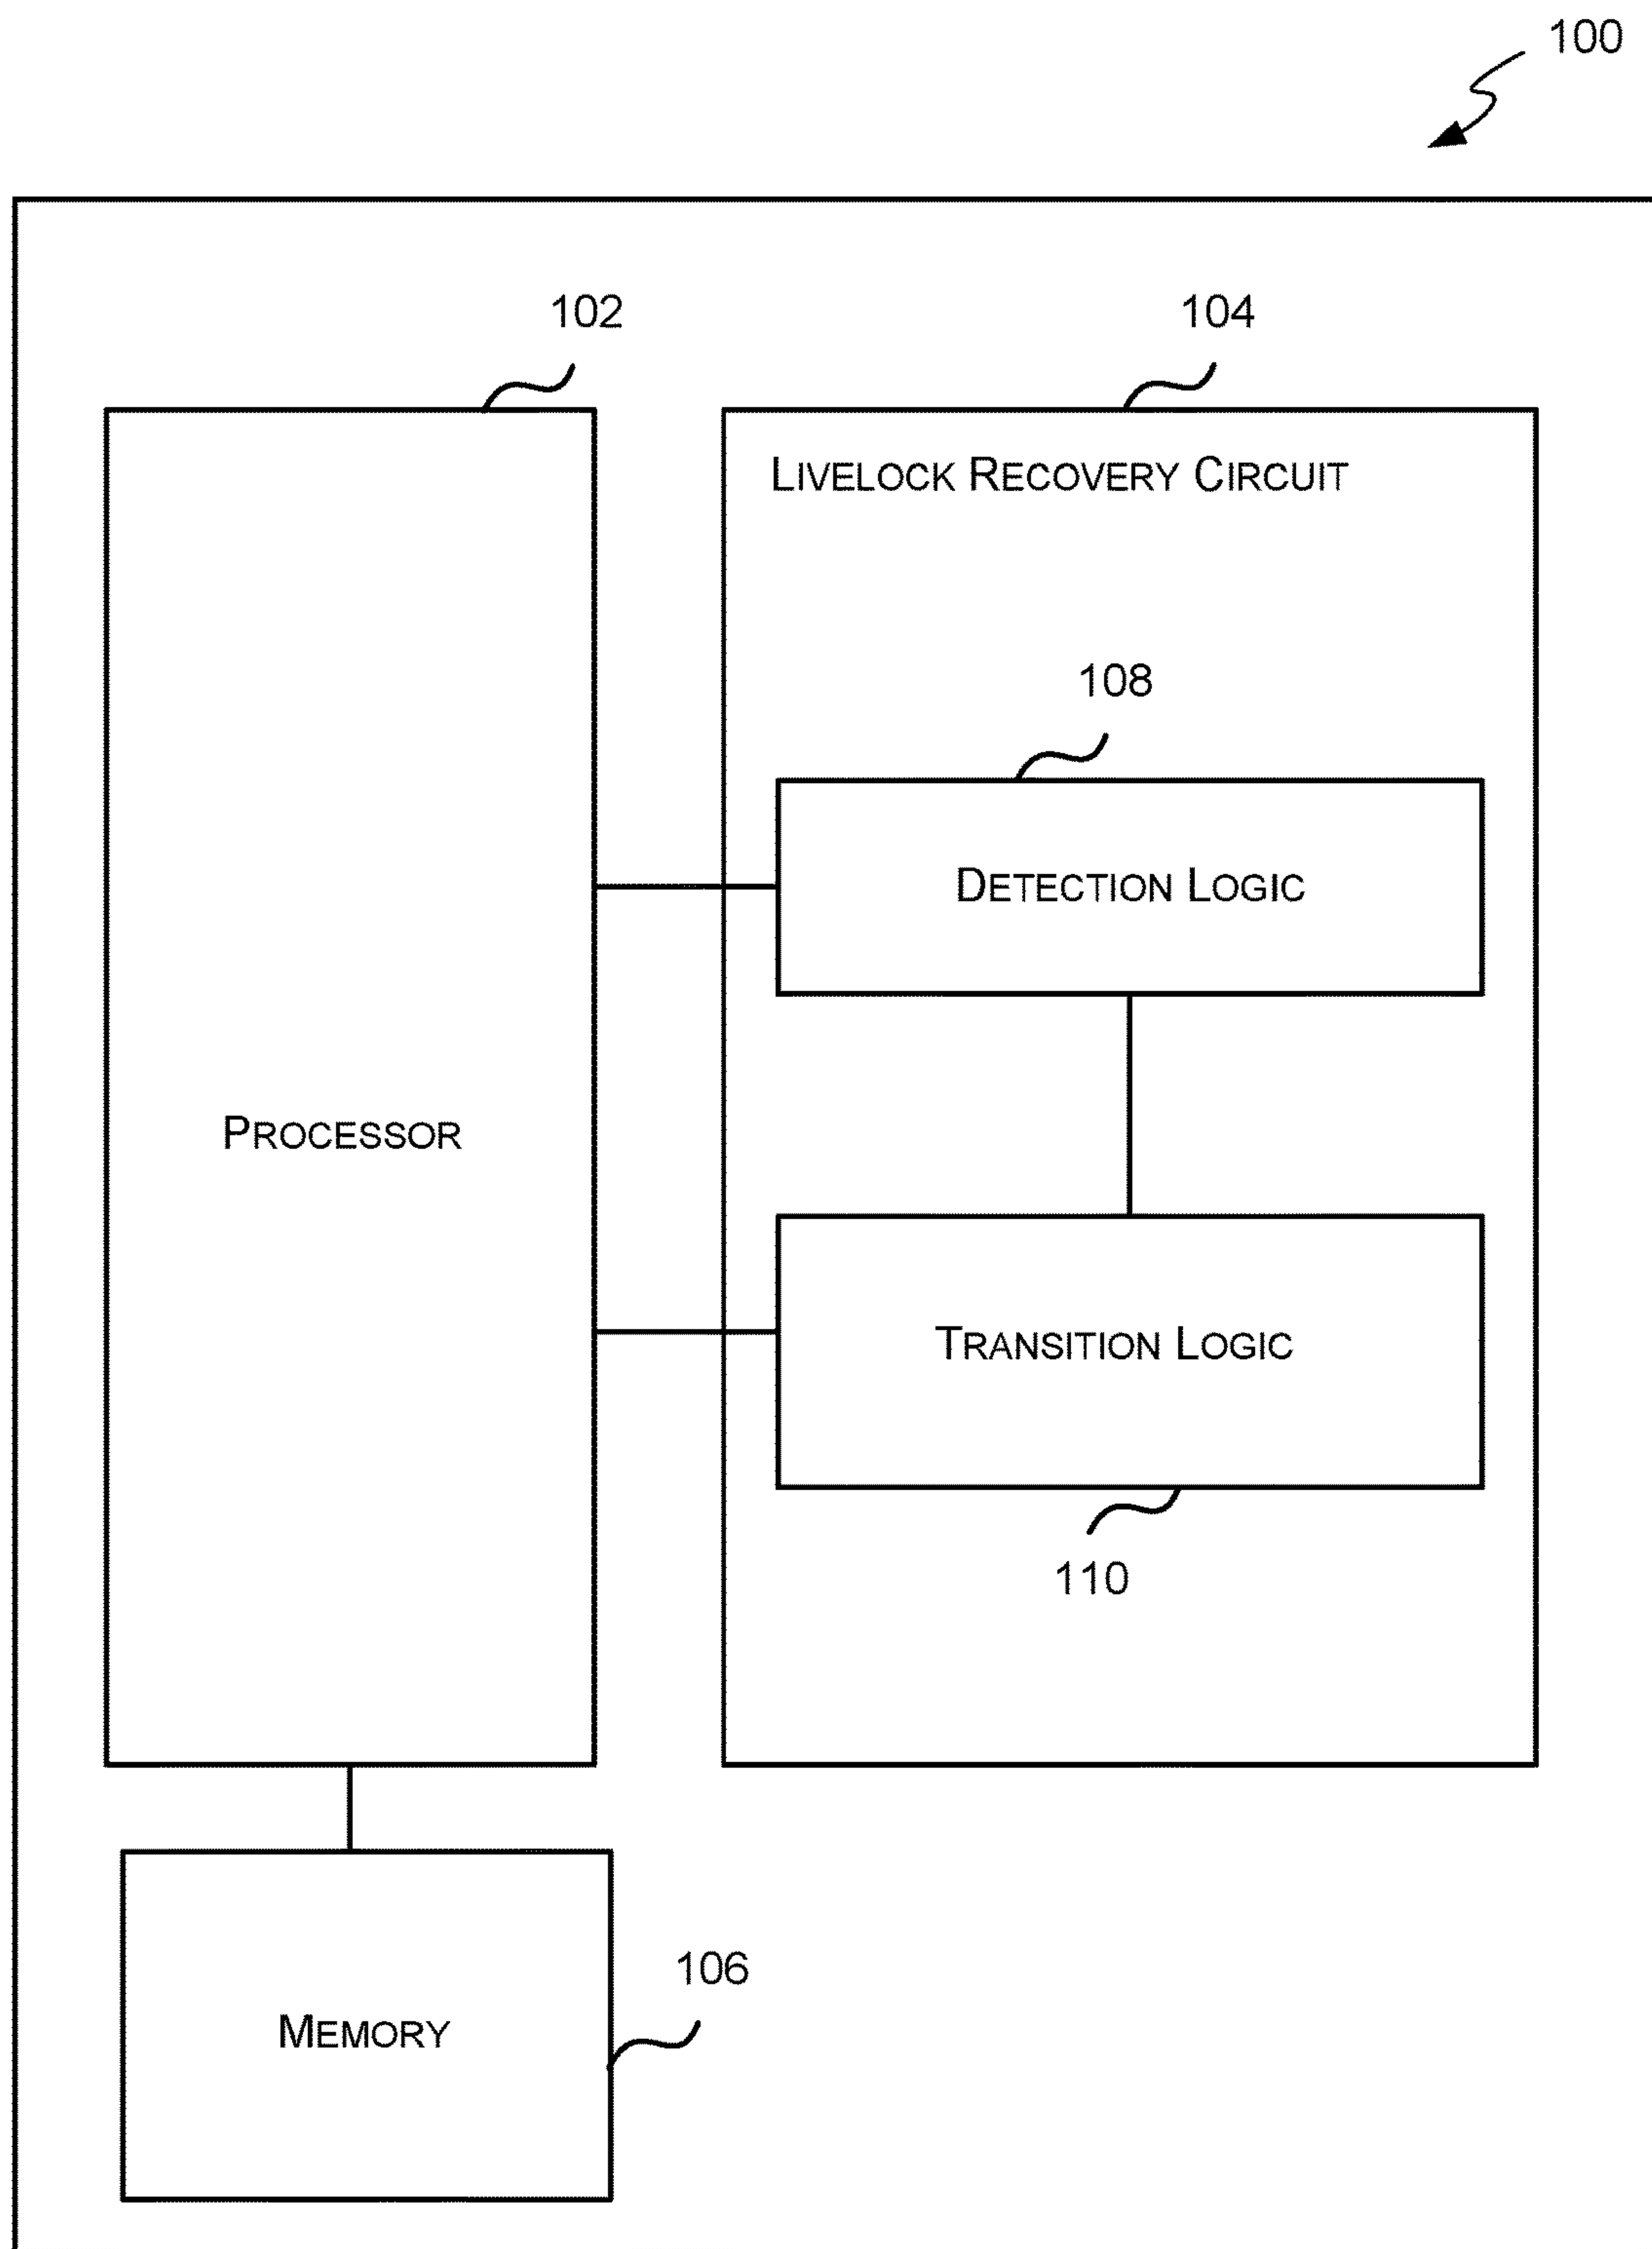 100
102
104
LIVELOCK RECOVERY CIRCUIT
108
DETECTION LOGIC
PROCESSOR
TRANSITION LOGIC
110
106
MEMORY